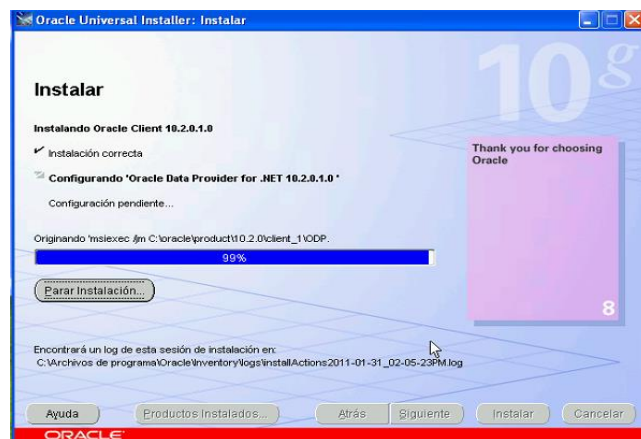 Oracle Universal Installer: Instalar
10g
Instalar
Instalando Oracle Client 10.2.0.1.0
Instalación correcta
Configurando 'Oracle Data Provider for .NET 10.2.0.1.0 '
Configuración pendiente...
Originando 'msiexec /jm C:\oracle\product\10.2.0\client_1\ODP.
99%
Parar Instalación...
Thank you for choosing
Oracle
8
Encontrará un log de esta sesión de instalación en:
C:\Archivos de programa\Oracle\Inventory\logs\installActions2011-01-31_02-05-23PM.log
Ayuda
Productos Instalados...
Atrás
Siguiente
Instalar
Cancelar
ORACLE